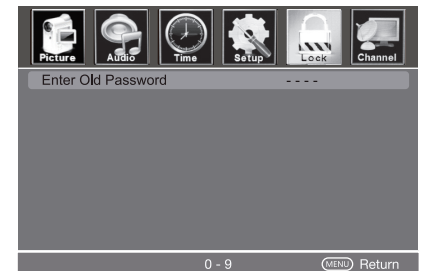 Picture Audio Time Setup Lock Channel
Enter Old Password - - - -
0 - 9 MENU Return